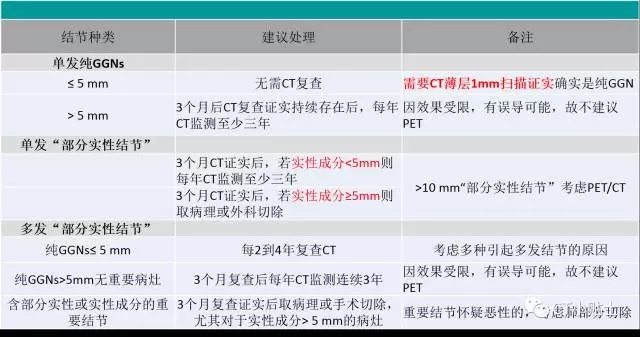 结节种类 建议处理 备注
单发纯GGNs
≤ 5 mm 无需CT复查 需要CT薄层1mm扫描证实确实是纯GGN
> 5 mm 3个月后CT复查证实持续存在后，每年 因效果受限，有误导可能，故不建议
CT监测至少三年 PET
单发“部分实性结节”
3个月CT证实后，若实性成分<5mm则
每年CT监测至少三年
>10 mm“部分实性结节”考虑PET/CT
3个月CT证实后，若实性成分≥5mm则
取病理或外科切除
多发“部分实性结节”
纯GGNs≤ 5 mm 每2到4年复查CT 考虑多种引起多发结节的原因
纯GGNs>5mm无重要病灶 3个月复查后每年CT监测连续3年 因效果受限，有误导可能，故不建议
PET
含部分实性或实性成分的重 3个月复查证实后取病理或手术切除， 重要结节怀疑恶性的，考虑肺部分切除
要结节 尤其对于实性成分> 5 mm的病灶